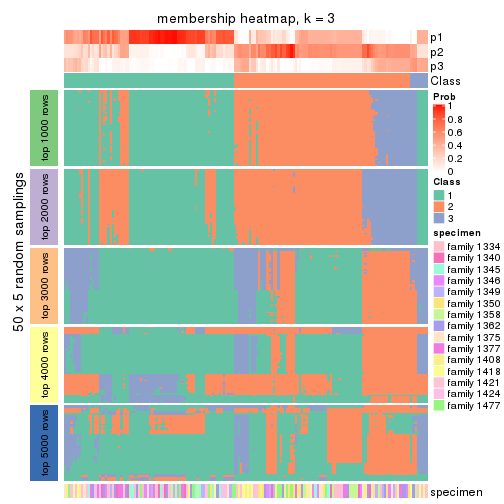 membership heatmap, k = 3
p1
p2
p3
Class
50 x 5 random samplings
top 1000 rows
top 2000 rows
top 3000 rows
top 4000 rows
top 5000 rows
specimen
Prob
1
0.8
0.6
0.4
0.2
0
Class
1
2
3
specimen
family 1334
family 1340
family 1345
family 1346
family 1349
family 1350
family 1358
family 1362
family 1375
family 1377
family 1408
family 1418
family 1421
family 1424
family 1477